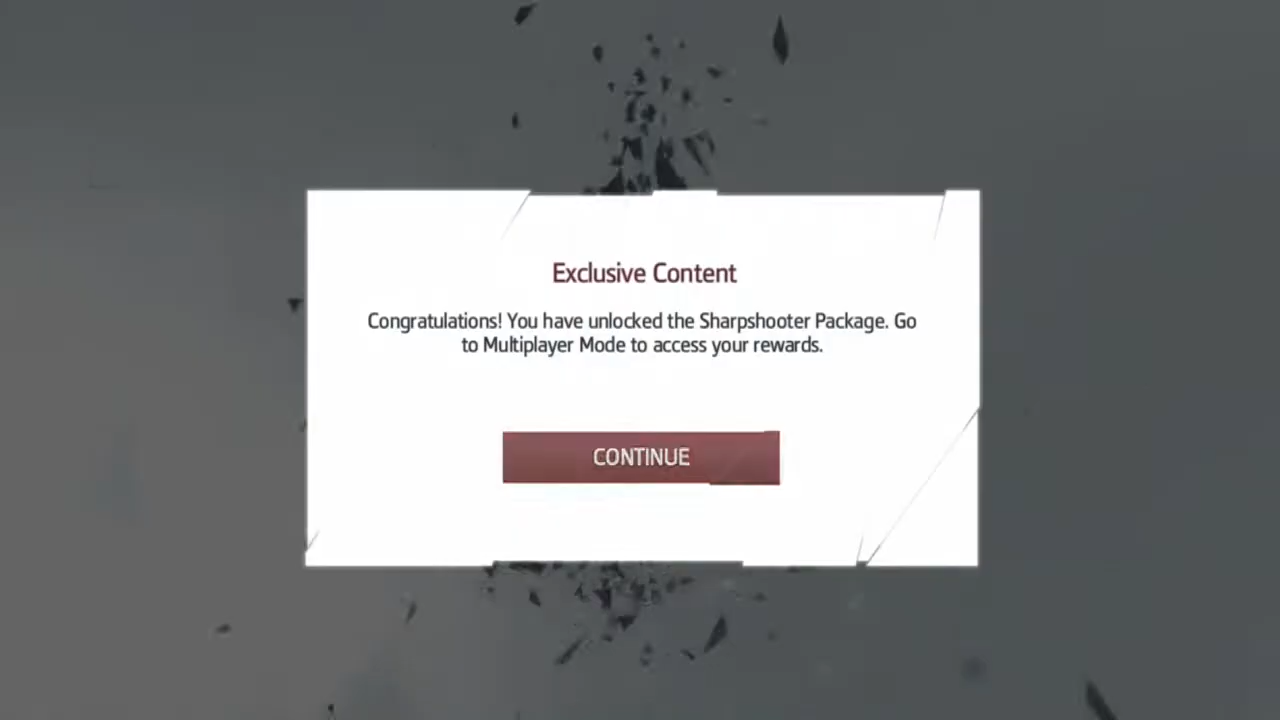 Exclusive Content
Congratulations! You have unlocked the Sharpshooter Package. Go
to Multiplayer Mode to access your rewards.
CONTINUE